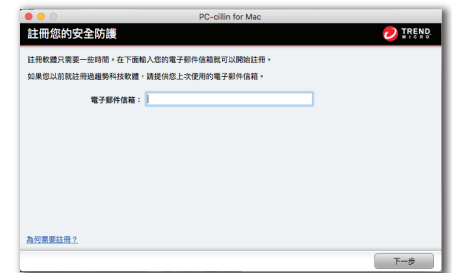 PC-cillin for Mac
註冊您的安全防護
TREND
MICRO
註冊軟體只需要一些時間。在下面輸入您的電子郵件信箱就可以開始註冊。
如果您以前就註冊過趨勢科技軟體，請提供您上次使用的電子郵件信箱。
電子郵件信箱：
為何需要註冊？
下一步